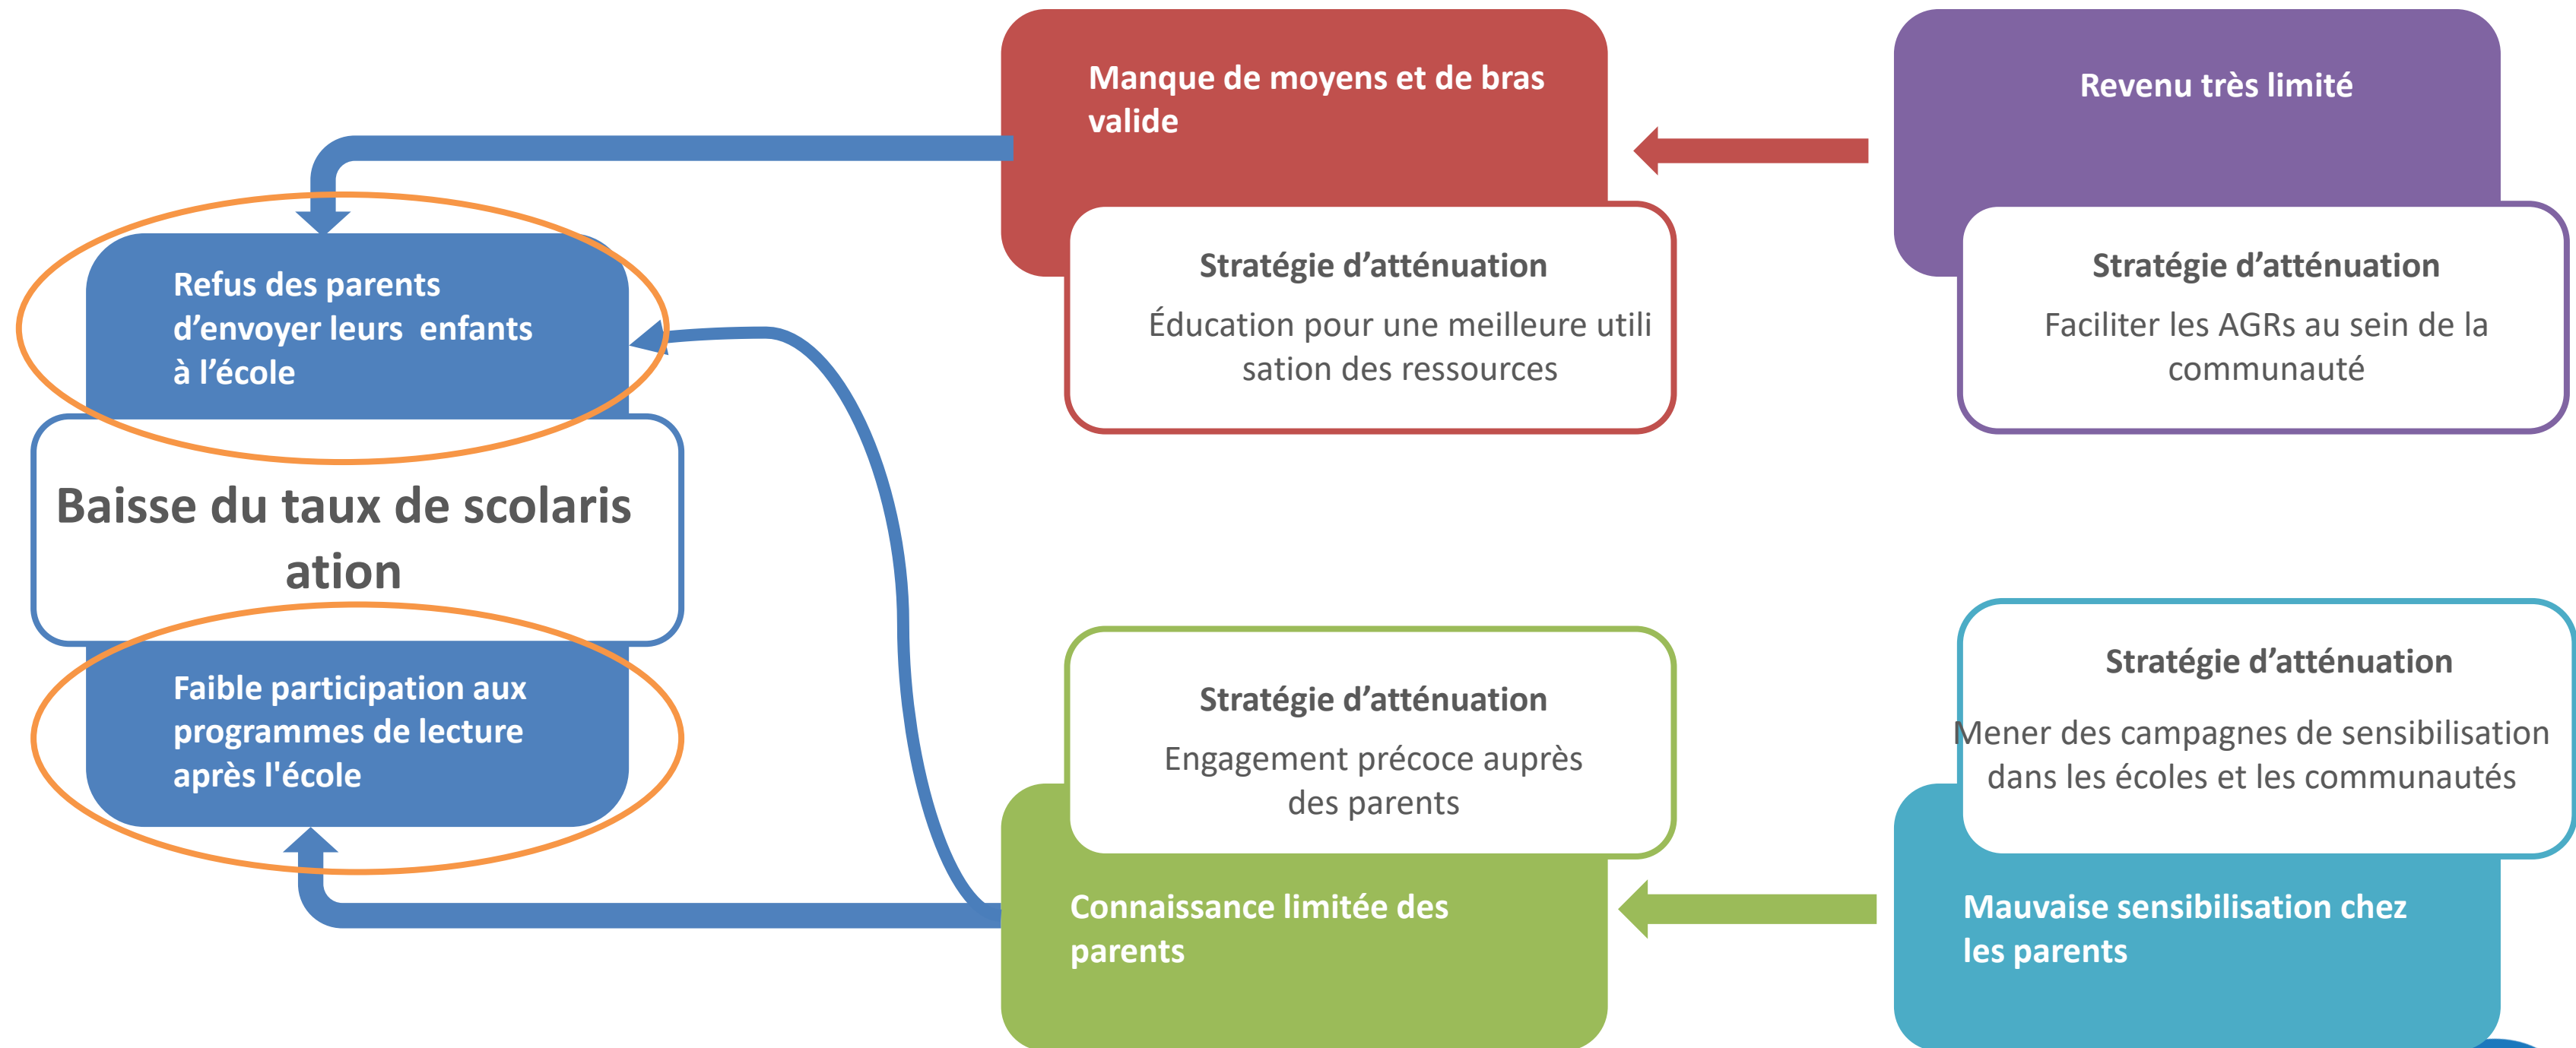 Manque de moyens et de bras
valide
Revenu très limité
Stratégie d’atténuation
Éducation pour une meilleure utili
sation des ressources
Stratégie d’atténuation
Faciliter les AGRs au sein de la
communauté
Refus des parents
d’envoyer leurs  enfants
à l’école
Baisse du taux de scolaris
ation
Faible participation aux
programmes de lecture
après l'école
Stratégie d’atténuation
Engagement précoce auprès
des parents
Connaissance limitée des
parents
Stratégie d’atténuation
Mener des campagnes de sensibilisation
dans les écoles et les communautés
Mauvaise sensibilisation chez
les parents